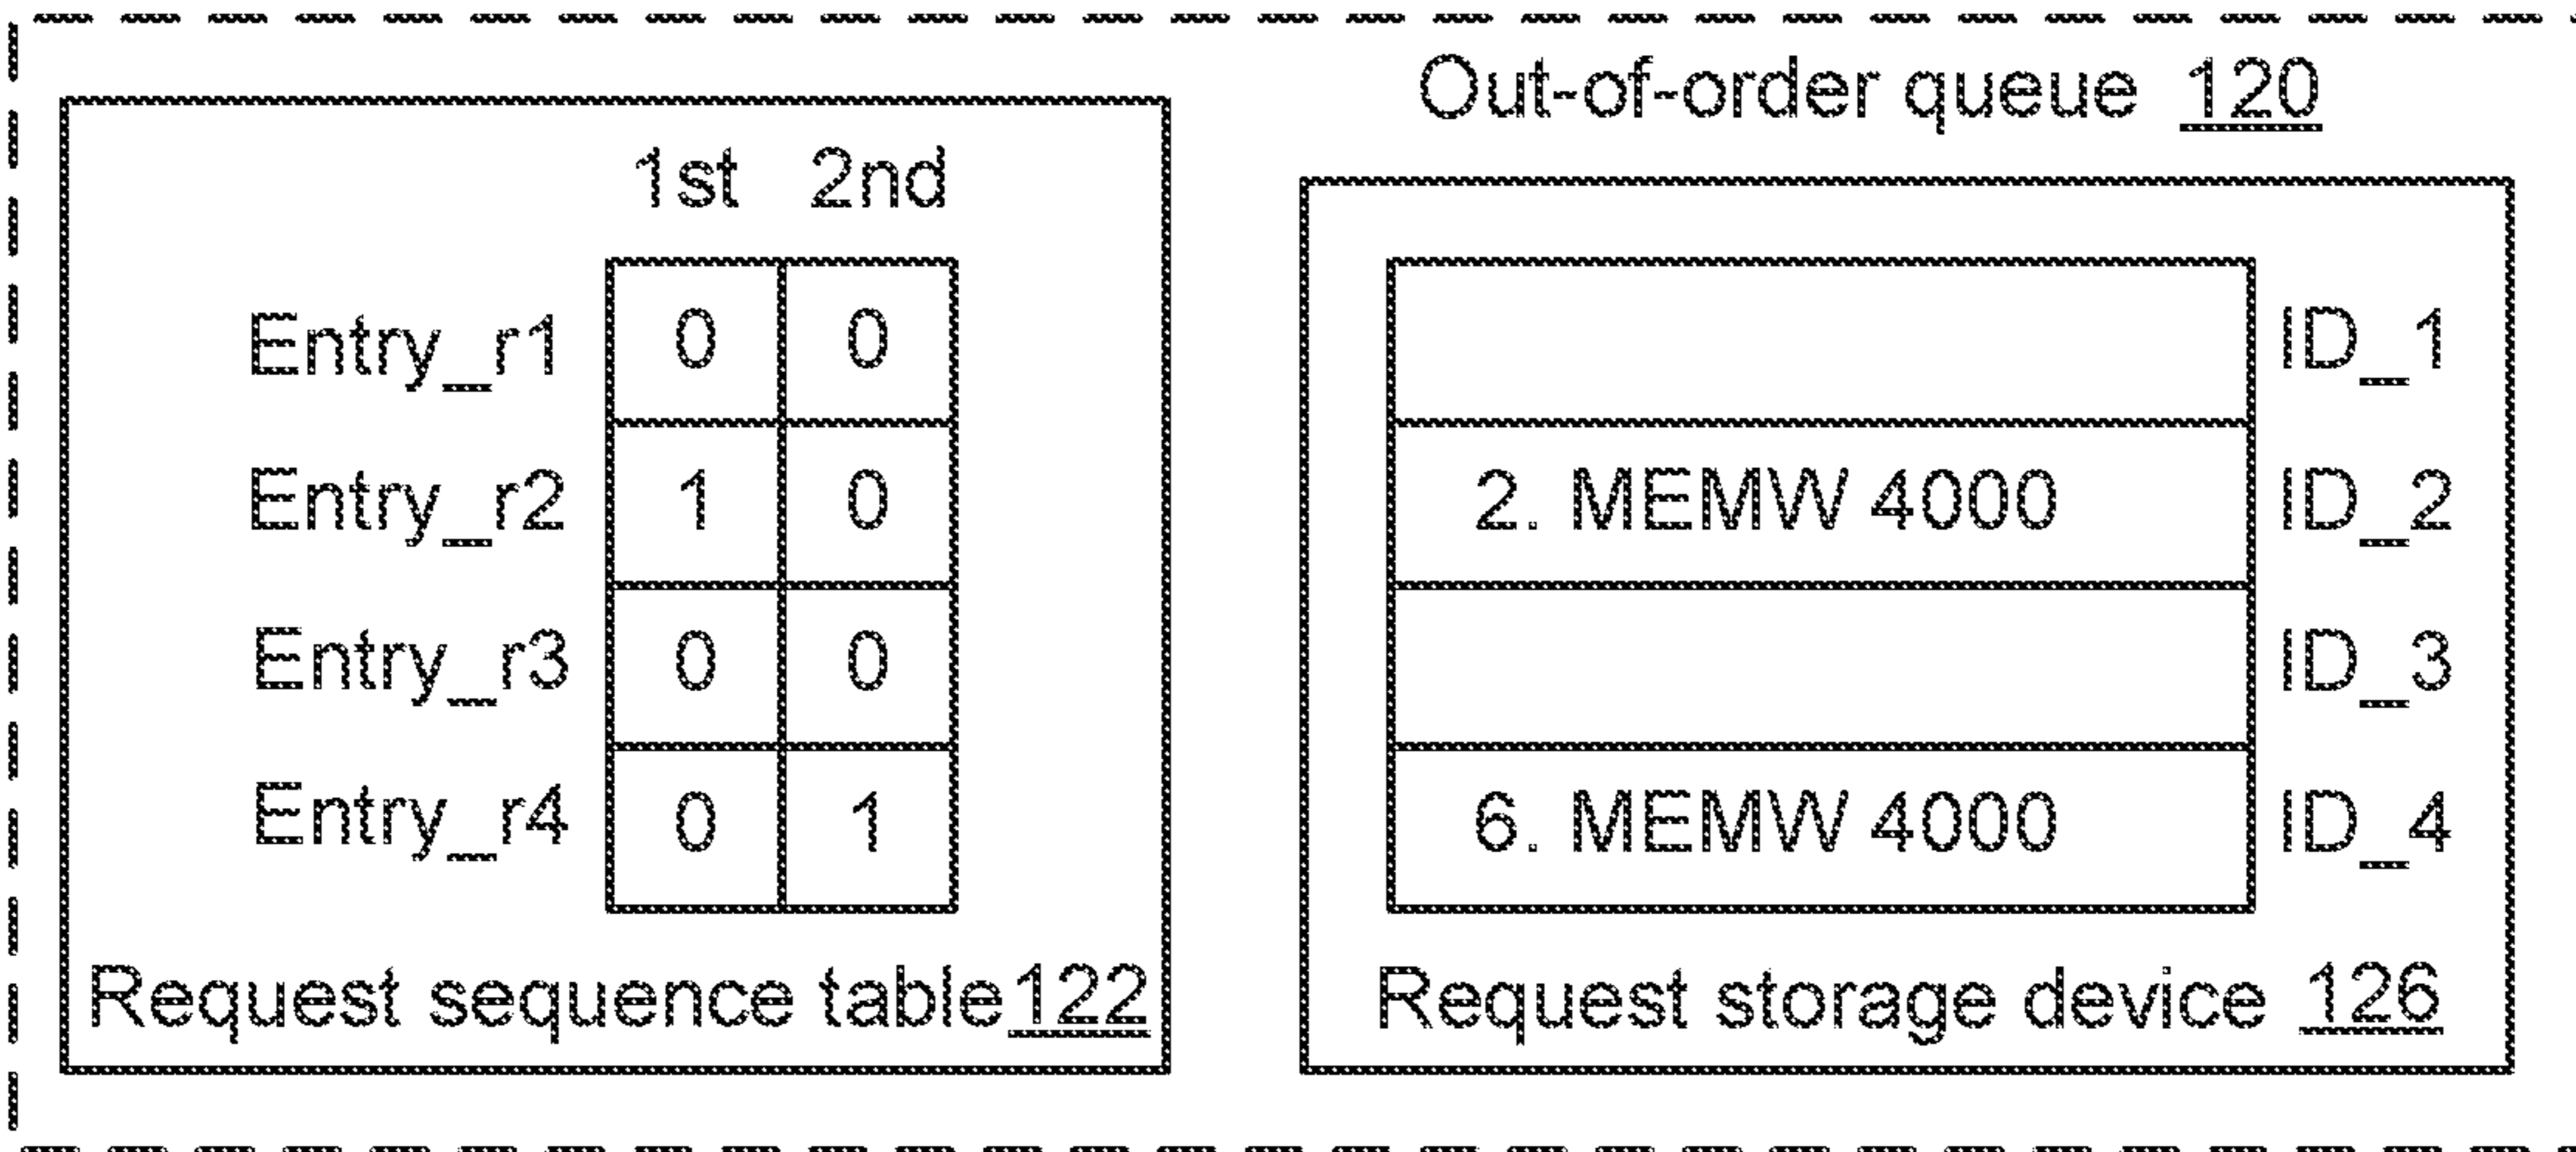 Out-of-order queue 120
1st 2nd
Entry_r1 0 0
Entry_r2 1 0
Entry_r3 0 0
Entry_r4 0 1
Request sequence table 122
ID_1
2. MEMW 4000 ID_2
ID_3
6. MEMW 4000 ID_4
Request storage device 126